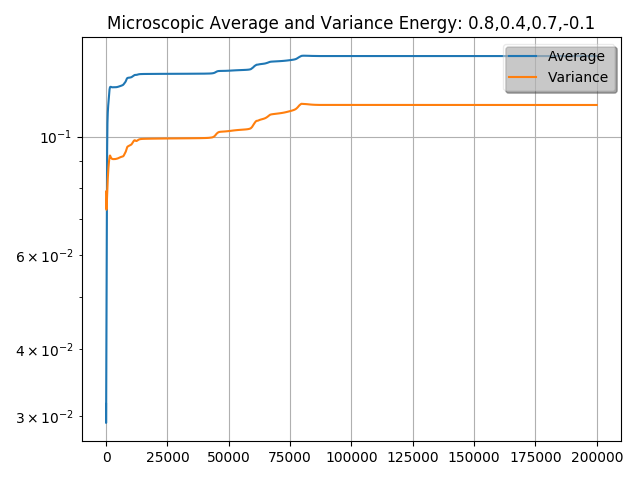 Microscopic Average and Variance Energy: 0.8,0.4,0.7,-0.1
Average
Variance
10⁻¹
6 × 10⁻²
4 × 10⁻²
3 × 10⁻²
0 25000 50000 75000 100000 125000 150000 175000 200000